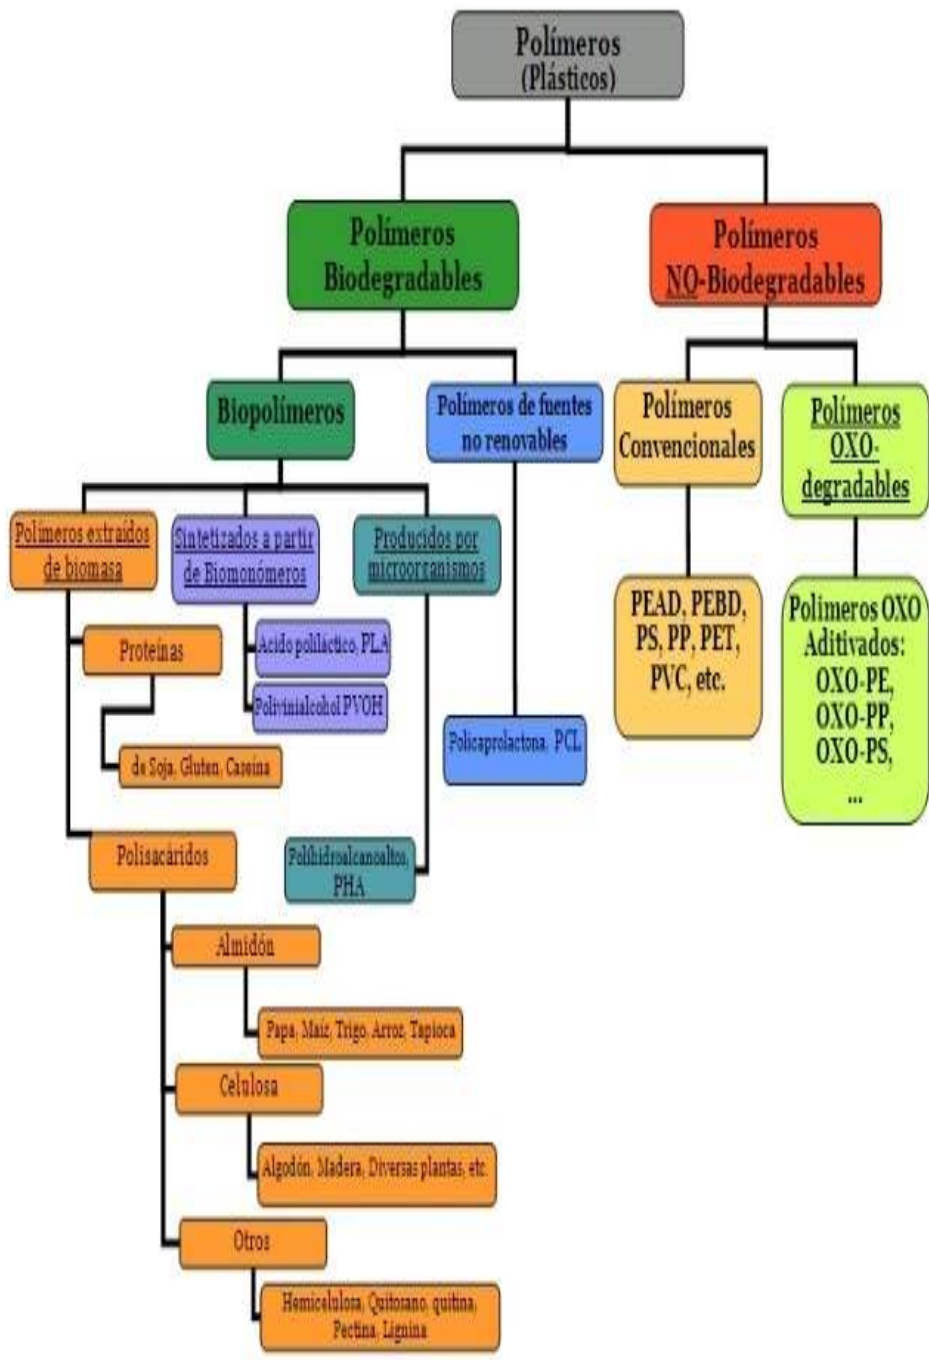 Polímeros
(Plásticos)
Polímeros
Biodegradables
Polímeros
NO-Biodegradables
Biopolímeros
Polímeros de fuentes
no renovables
Polímeros
Convencionales
Polímeros
OXO-
degradables
Polímeros extraídos
de biomasa
Sintetizados a partir
de Biomonómeros
Producidos por
microorganismos
PEAD, PEBD,
PS, PP, PET,
PVC, etc.
Polimeros OXO
Aditivados:
OXO-PE,
OXO-PP,
OXO-PS,
...
Proteínas
Acido poliláctico, PLA
Polivinialcohol PVOH
de Soja, Gluten, Caseina
Policaprolactona, PCL
Polisacáridos
Polihidroalcanoaltos,
PHA
Almidón
Papa, Maíz, Trigo, Arroz, Tapioca
Celulosa
Algodón, Madera, Diversas plantas, etc.
Otros
Hemicelulosa, Quitosano, quitina,
Pectina, Lignina